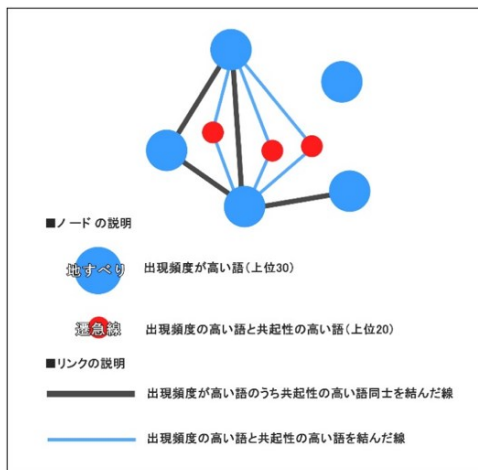 ■ノードの説明
地すべり
出現頻度が高い語(上位30)
遷急線
出現頻度の高い語と共起性の高い語(上位20)
■リンクの説明
出現頻度が高い語のうち共起性の高い語同士を結んだ線
出現頻度の高い語と共起性の高い語を結んだ線